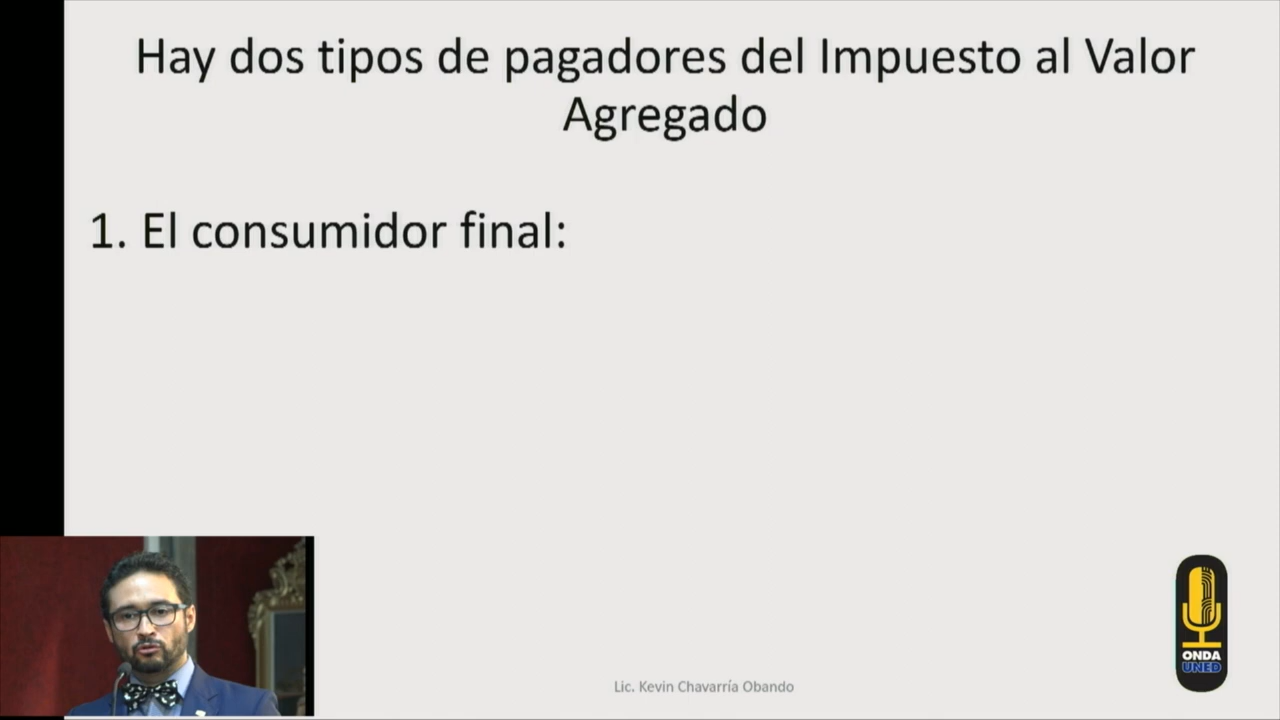 Hay dos tipos de pagadores del Impuesto al Valor
Agregado
1. El consumidor final:
ONDA
UNED
Lic. Kevin Chavarría Obando